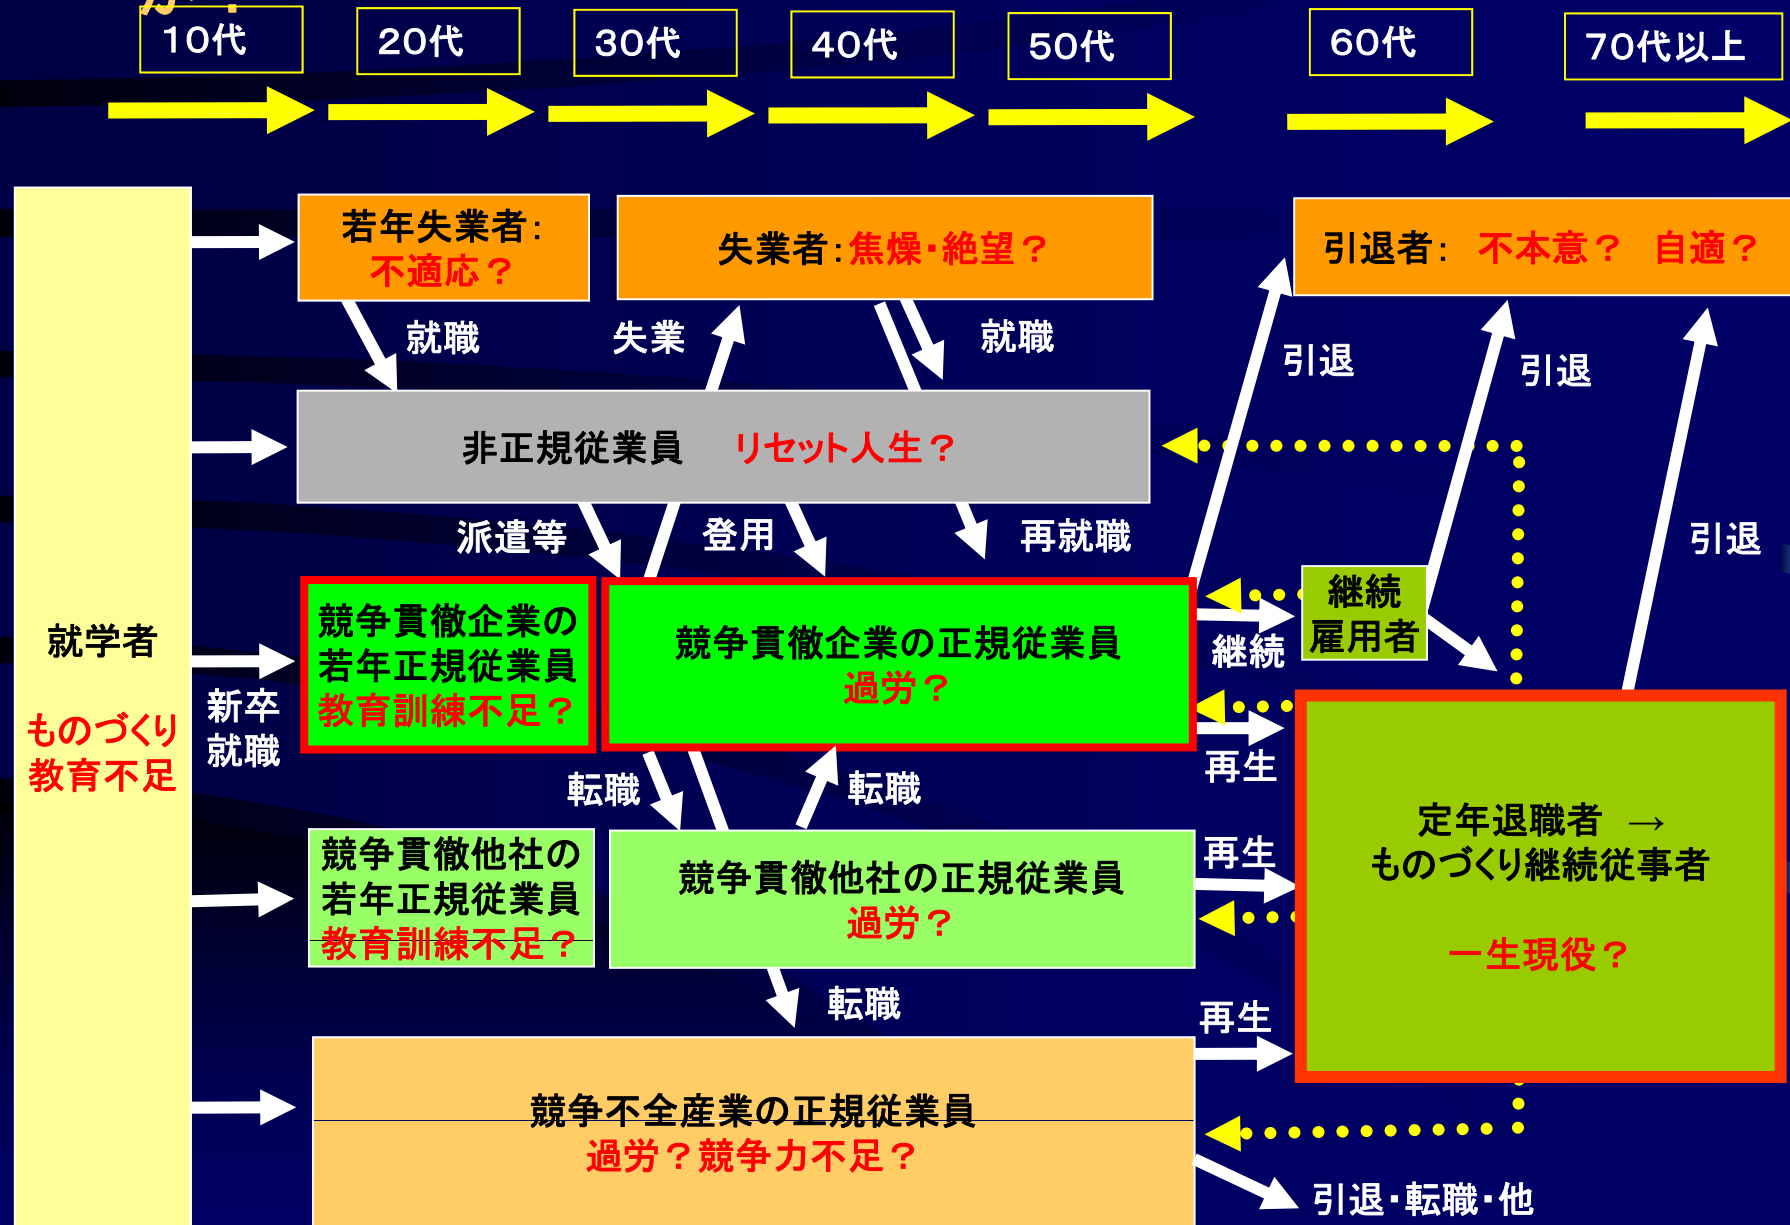 10代
20代
30代
40代
50代
60代
70代以上
若年失業者:
不適応?
失業者:焦燥・絶望?
引退者: 不本意? 自適?
就職
失業
就職
引退
引退
非正規従業員 リセット人生?
派遣等
登用
再就職
引退
就学者
ものづくり
教育不足
新卒
就職
競争貫徹企業の
若年正規従業員
教育訓練不足?
競争貫徹企業の正規従業員
過労?
継続
雇用者
継続
再生
転職
転職
競争貫徹他社の
若年正規従業員
教育訓練不足?
競争貫徹他社の正規従業員
過労?
再生
定年退職者 →
ものづくり継続従事者
一生現役?
転職
再生
競争不全産業の正規従業員
過労?競争力不足?
引退・転職・他